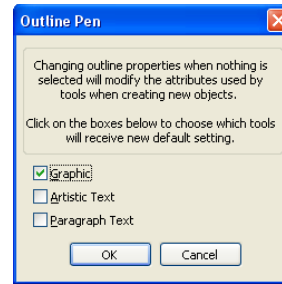 Outline Pen
Changing outline properties when nothing is
selected will modify the attributes used by
tools when creating new objects.
Click on the boxes below to choose which tools
will receive new default setting.
Graphic
Artistic Text
Paragraph Text
OK Cancel